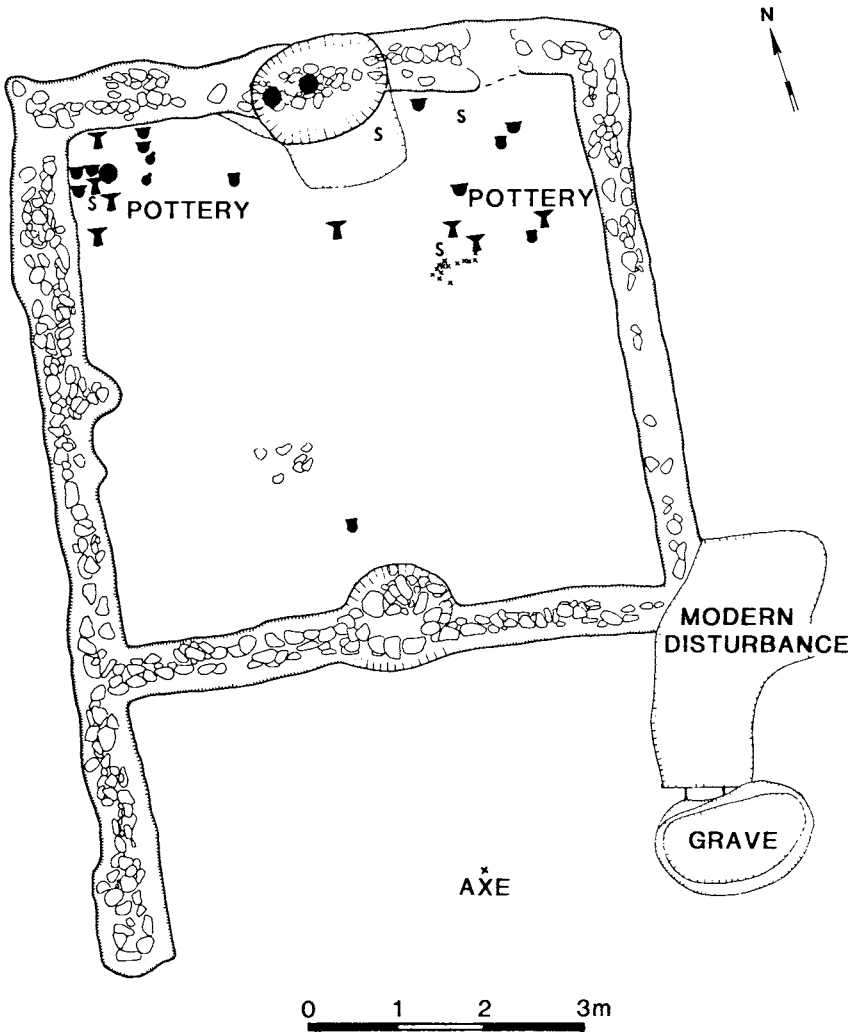 N
S
S
S
POTTERY
POTTERY
S
MODERN
DISTURBANCE
GRAVE
AXE
0 1 2 3m